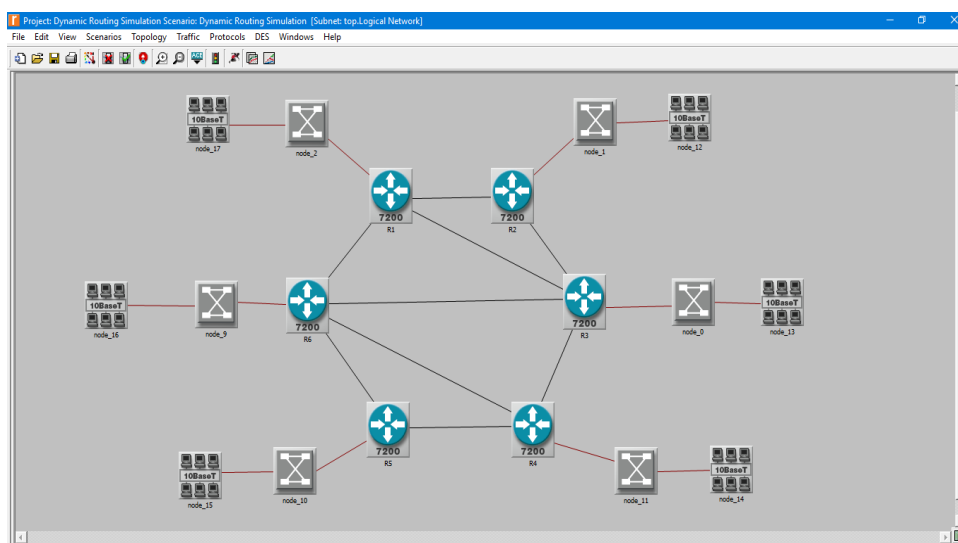 Project: Dynamic Routing Simulation Scenario: Dynamic Routing Simulation [Subnet: top.Logical Network]
File Edit View Scenarios Topology Traffic Protocols DES Windows Help
10BaseT
node_17
node_2
node_1
10BaseT
node_12
7200
R1
7200
R2
10BaseT
node_16
node_9
7200
R6
7200
R3
node_0
10BaseT
node_13
10BaseT
node_15
node_10
7200
R5
7200
R4
node_11
10BaseT
node_14